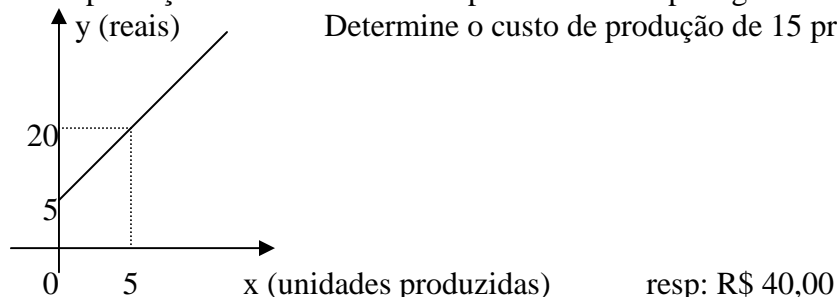 y (reais) Determine o custo de produção de 15 pr
20
5
0 5 x (unidades produzidas) resp: R$ 40,00